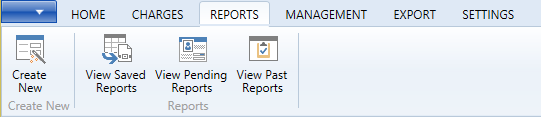 HOME CHARGES REPORTS MANAGEMENT EXPORT SETTINGS
Create New
View Saved Reports
View Pending Reports
View Past Reports
Create New Reports